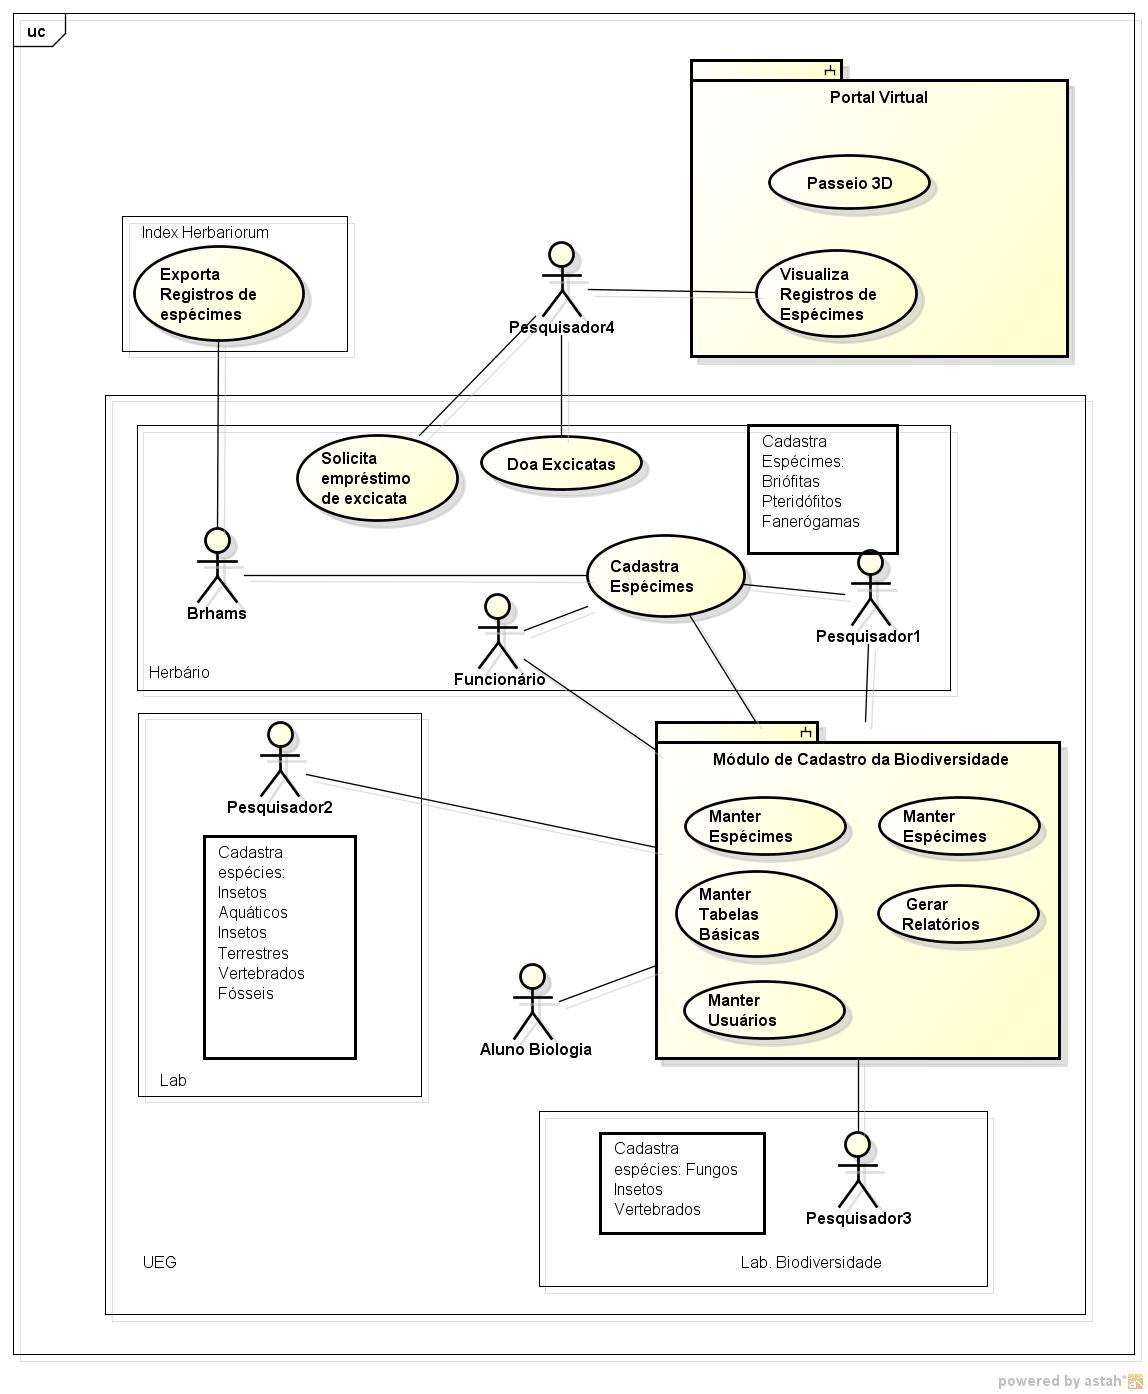 uc
Portal Virtual
Passeio 3D
Visualiza
Registros de
Espécimes
Index Herbariorum
Exporta
Registros de
espécimes
Pesquisador4
Solicita
empréstimo
de excicata
Doa Excicatas
Cadastra
Espécimes:
Briófitas
Pteridófitos
Fanerógamas
Cadastra
Espécimes
Brhams
Funcionário
Pesquisador1
Herbário
Pesquisador2
Cadastra
espécies:
Insetos
Aquáticos
Insetos
Terrestres
Vertebrados
Fósseis
Lab
Módulo de Cadastro da Biodiversidade
Manter
Espécimes
Manter
Espécimes
Manter
Tabelas
Básicas
Gerar
Relatórios
Manter
Usuários
Aluno Biologia
Cadastra
espécies: Fungos
Insetos
Vertebrados
Pesquisador3
Lab. Biodiversidade
UEG
powered by astah*